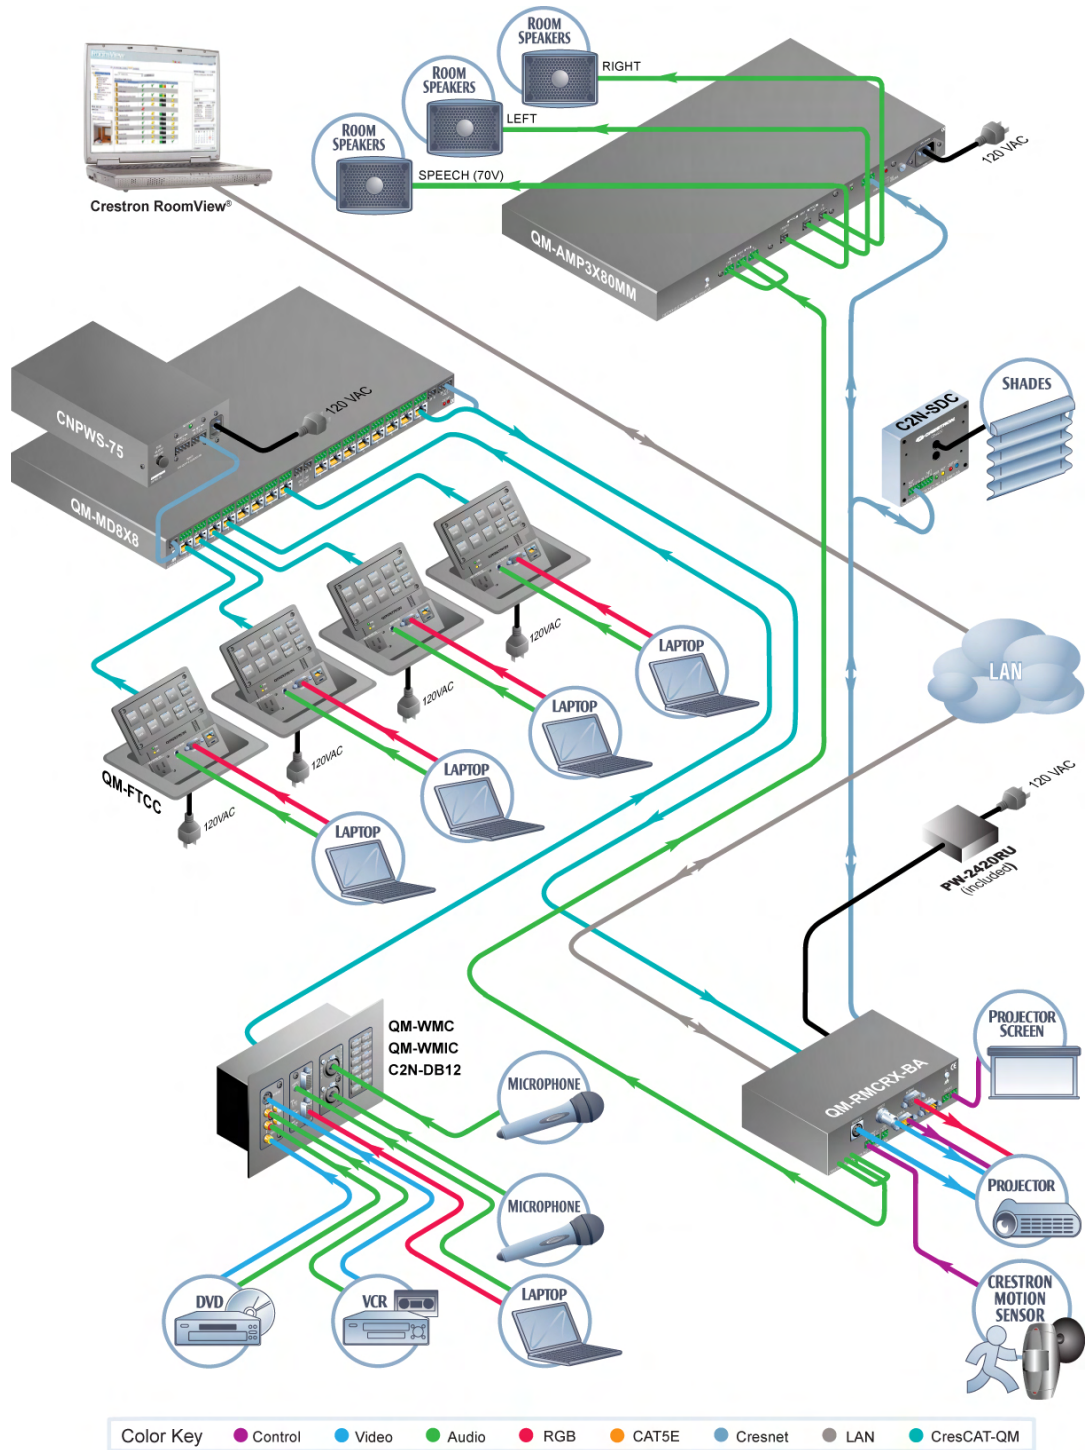 ROOM
SPEAKERS
RIGHT
ROOM
SPEAKERS
LEFT
ROOM
SPEAKERS
SPEECH (70V)
120 VAC
Crestron RoomView®
QM-AMP3X80MM
CNPWS-75
120 VAC
QM-MD8X8
C2N-SDC
CRESTRON
SHADES
LAN
120VAC
LAPTOP
120VAC
LAPTOP
120VAC
LAPTOP
QM-FTCC
120VAC
LAPTOP
120 VAC
PW-2420RU
(included)
QM-WMC
QM-WMIC
C2N-DB12
MICROPHONE
MICROPHONE
DVD
VCR
LAPTOP
QM-RMCRX-BA
PROJECTOR
SCREEN
PROJECTOR
CRESTRON
MOTION
SENSOR
Color Key
Control
Video
Audio
RGB
CAT5E
Cresnet
LAN
CresCAT-QM